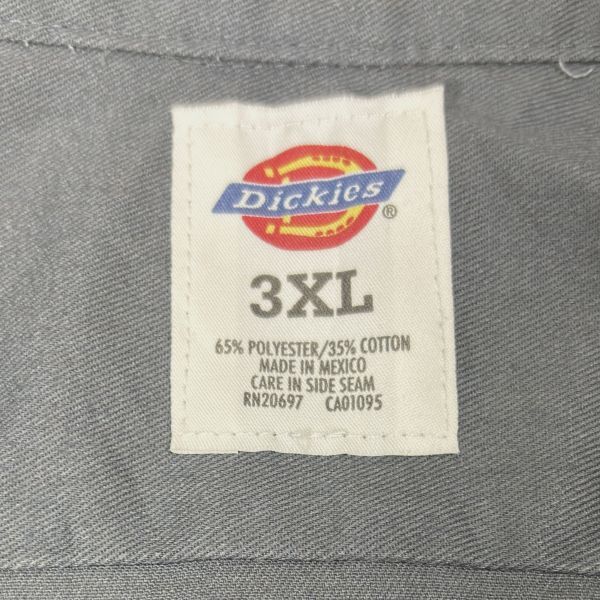 Dickies®
3XL
65% POLYESTER/35% COTTON
MADE IN MEXICO
CARE IN SIDE SEAM
RN20697 CA01095